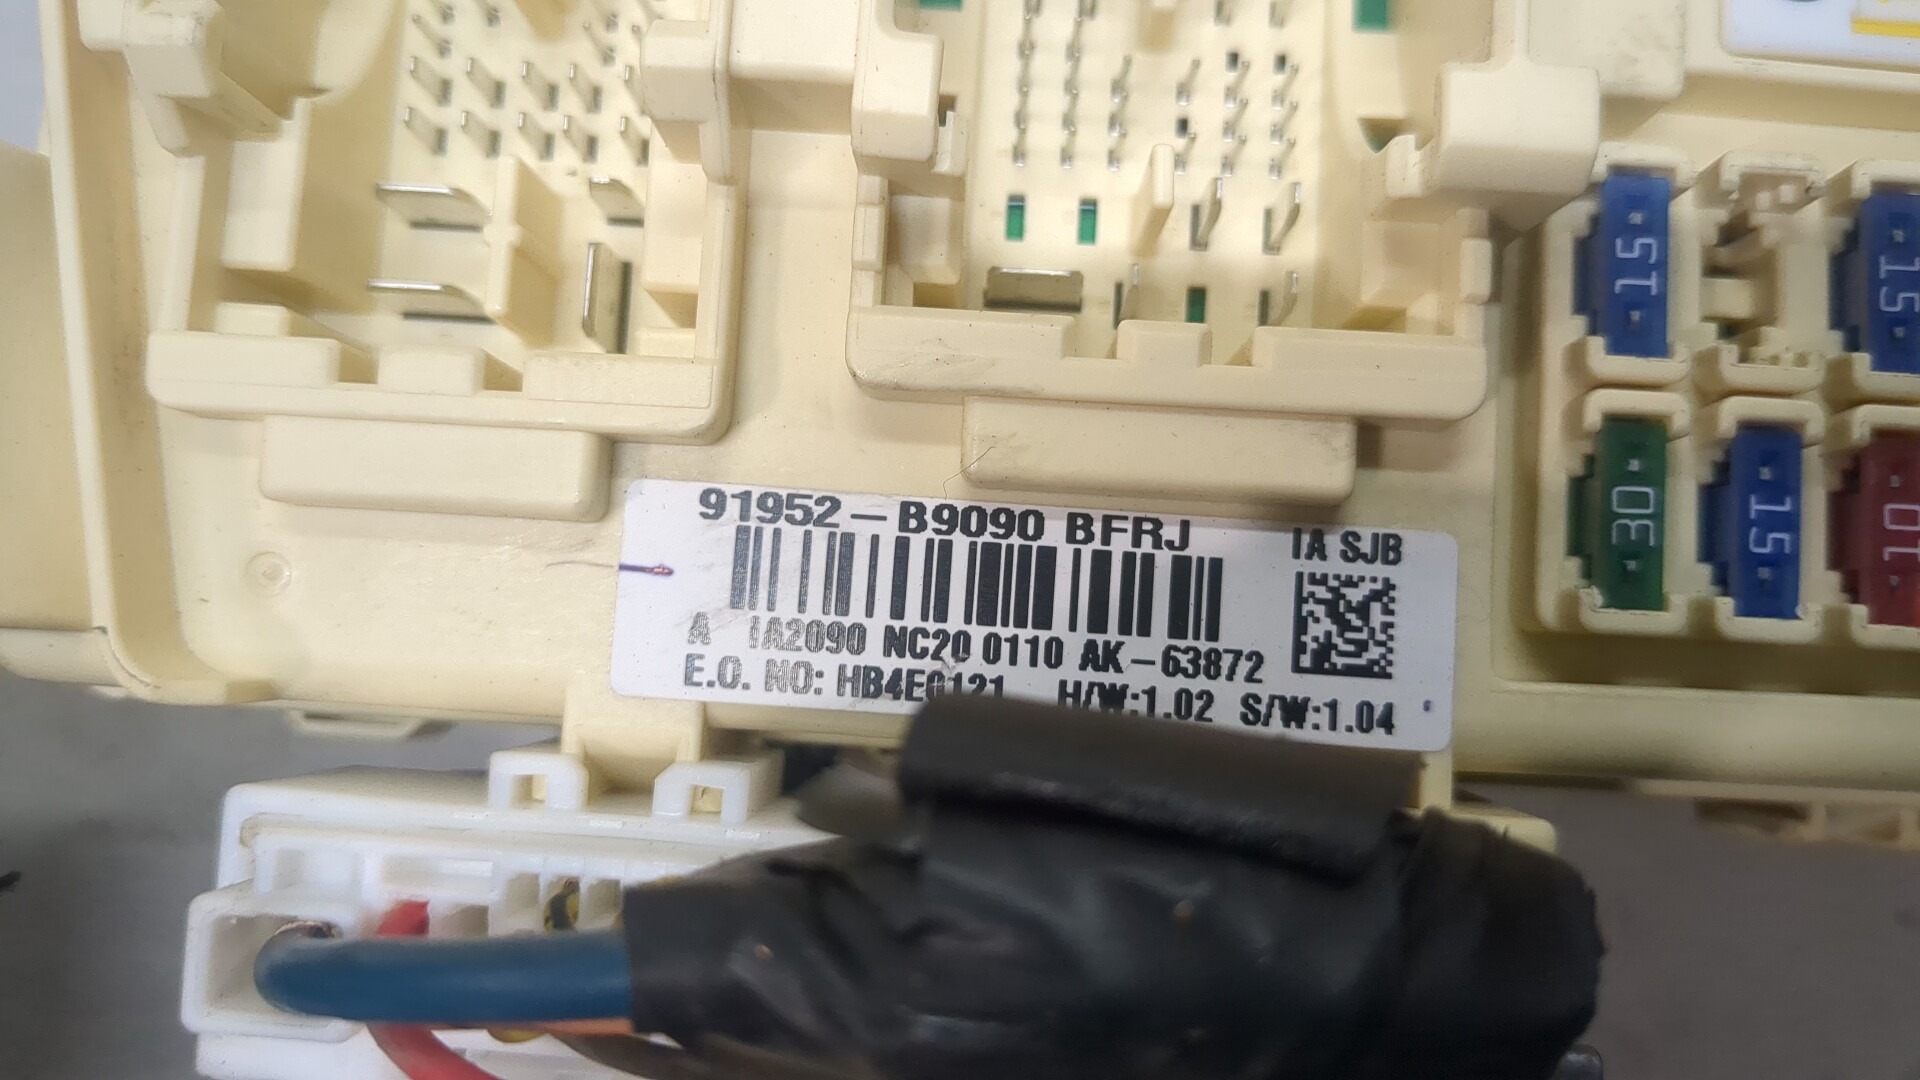 15
15
30
15
10
91952-B9090 BFRJ
IA SJB
A IA2090 NC20 0110 AK-63872
E.O. NO: HB4E0121 H/W:1.02 S/W:1.04